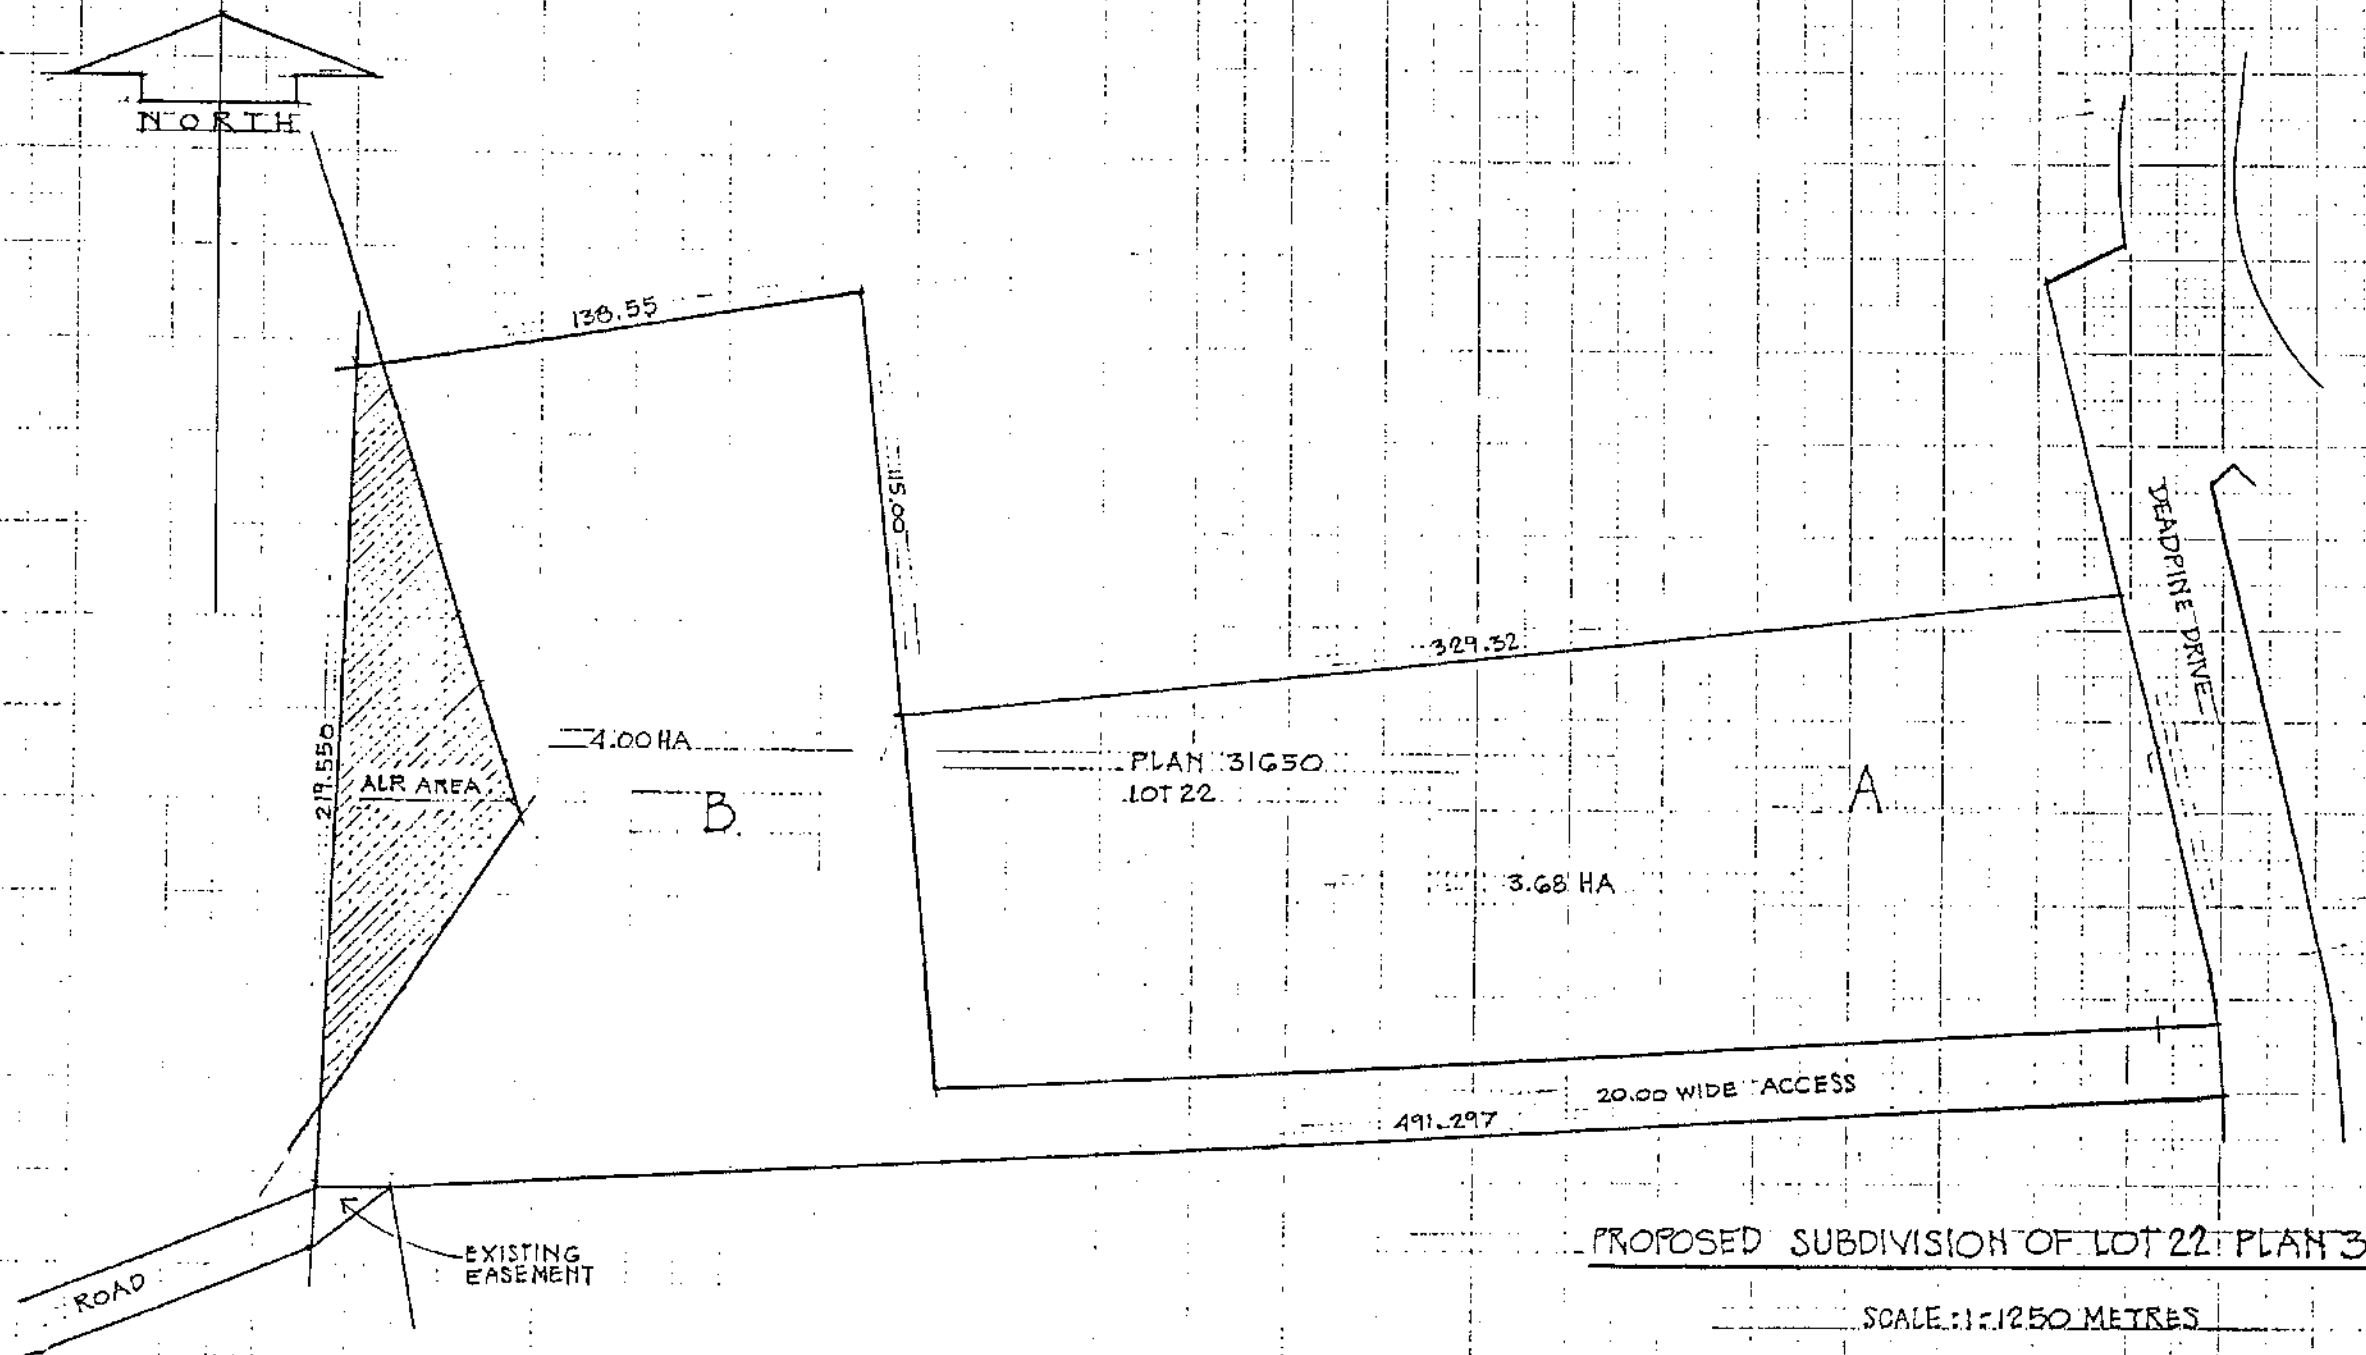 NORTH
138.55
115.00
329.32
DEADPINE DRIVE
219.550
4.00 HA
ALR AREA
B
PLAN 31650
LOT 22
A
3.68 HA
20.00 WIDE ACCESS
491.297
EXISTING
EASEMENT
ROAD
PROPOSED SUBDIVISION OF LOT 22 PLAN 3
SCALE : 1=1250 METRES